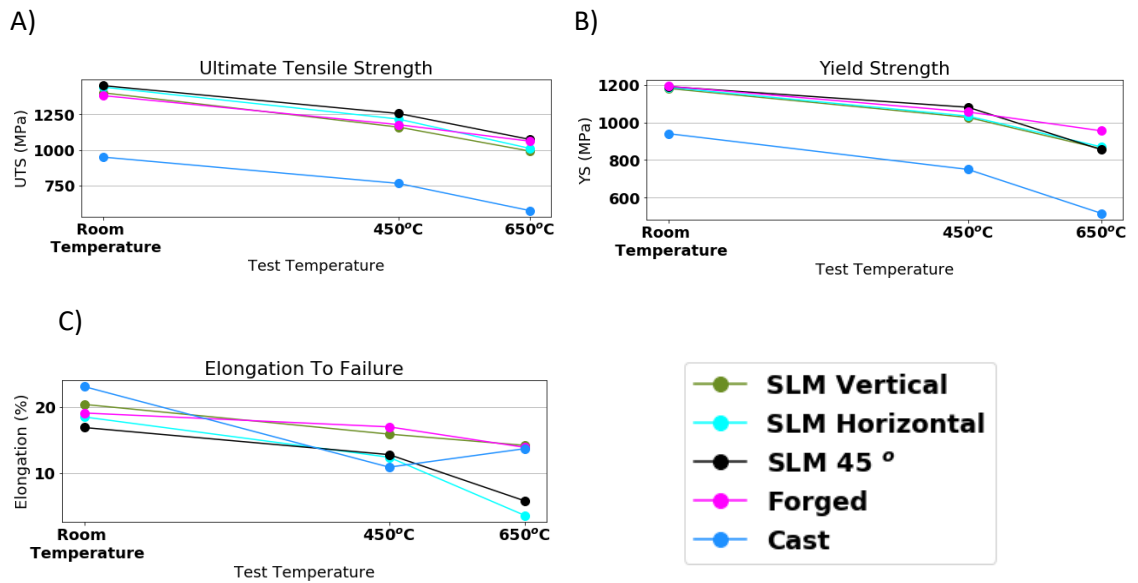 A)
Ultimate Tensile Strength
UTS (MPa)
1250
1000
750
Room
Temperature
450°C
650°C
Test Temperature
B)
Yield Strength
YS (MPa)
1200
1000
800
600
Room
Temperature
450°C
650°C
Test Temperature
C)
Elongation To Failure
Elongation (%)
20
10
Room
Temperature
450°C
650°C
Test Temperature
SLM Vertical
SLM Horizontal
SLM 45 °
Forged
Cast